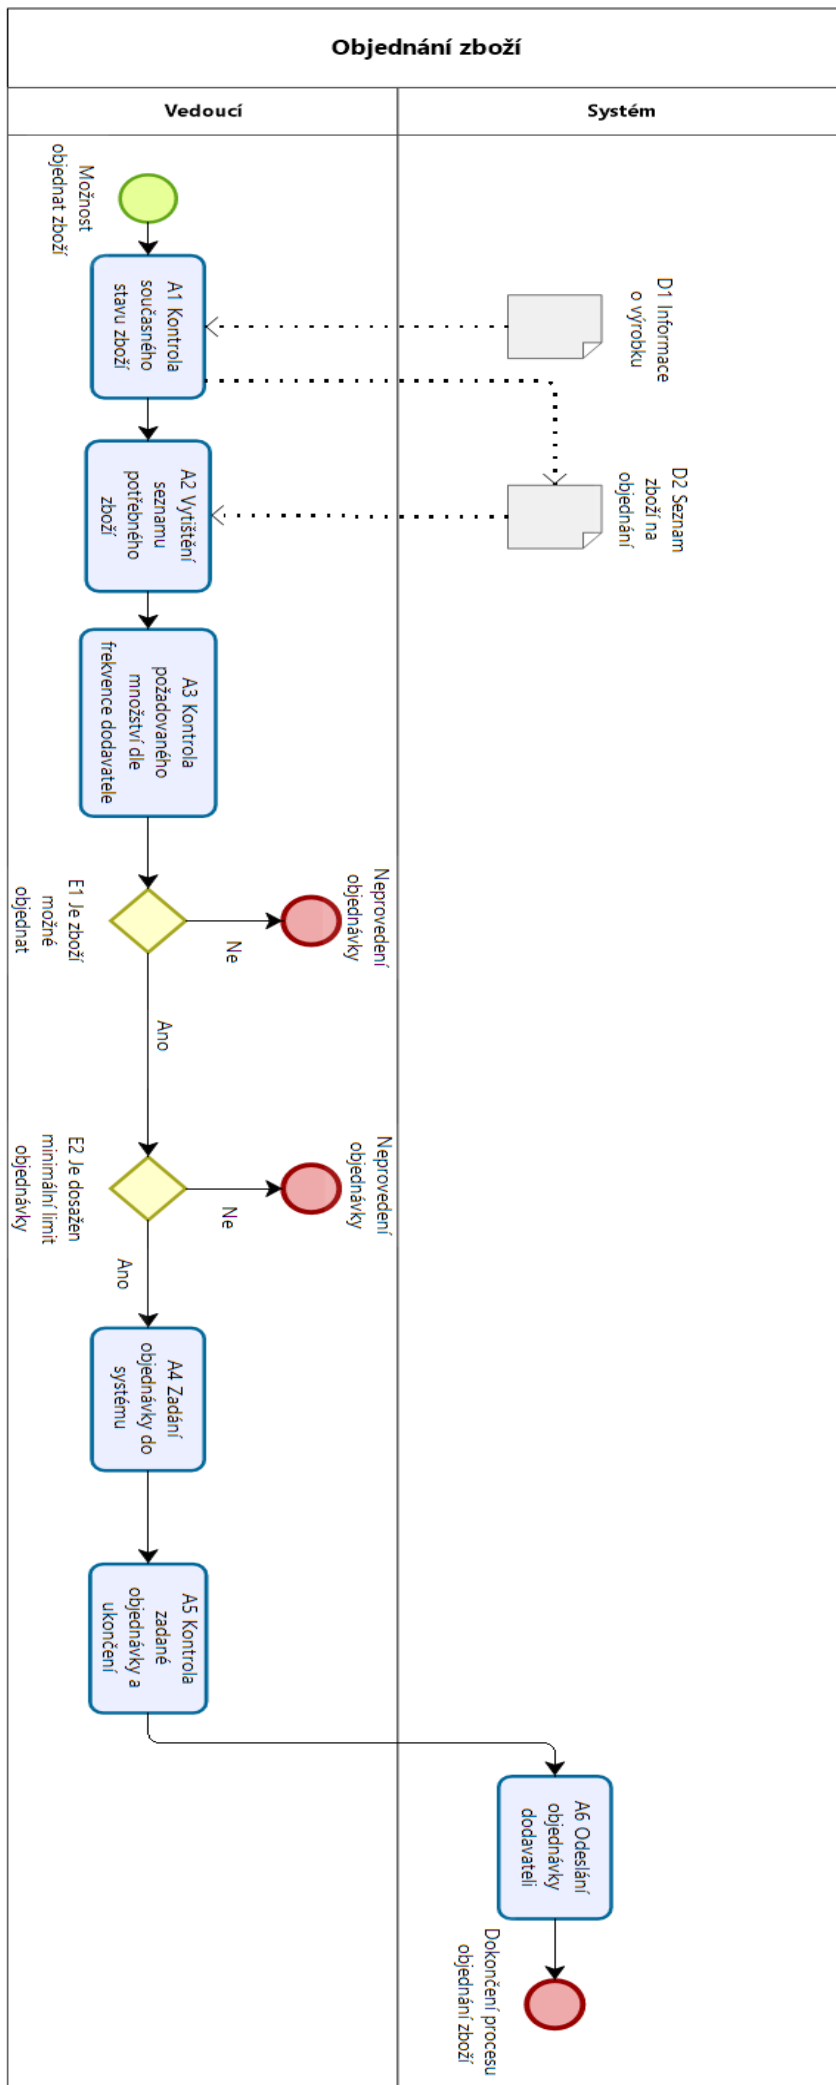 Objednání zboží
Vedoucí
Systém
Možnost
objednat zboží
A1 Kontrola
současného
stavu zboží
D1 Informace
o výrobku
A2 Vytištění
seznamu
potřebného
zboží
D2 Seznam
zboží na
objednání
A3 Kontrola
požadovaného
množství dle
frekvence dodavatele
E1 Je zboží
možné
objednat
Ne
Neprovedení
objednávky
Ano
E2 Je dosažen
minimální limit
objednávky
Ne
Neprovedení
objednávky
Ano
A4 Zadání
objednávky do
systému
A5 Kontrola
zadané
objednávky a
ukončení
A6 Odeslání
objednávky
dodavateli
Dokončení procesu
objednání zboží